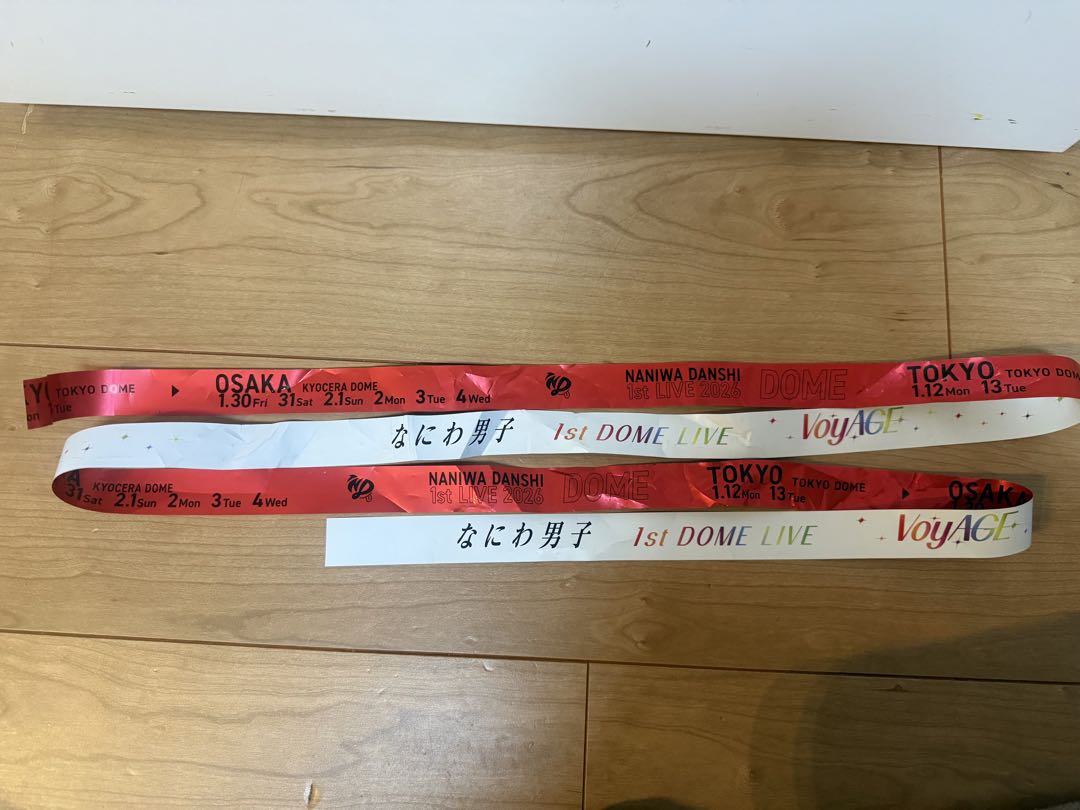 TOKYO DOME ▶ OSAKA KYOCERA DOME NANIWA DANSHI DOME TOKYO TOKYO DOM
Tue 1.30 Fri 31 Sat 2.1 Sun 2 Mon 3 Tue 4 Wed 1st LIVE 2026 1.12 Mon 13 Tue
なにわ男子 1st DOME LIVE VoyAGE
KYOCERA DOME NANIWA DANSHI DOME TOKYO TOKYO DOME ▶ OSAKA
31 Sat 2.1 Sun 2 Mon 3 Tue 4 Wed 1st LIVE 2026 1.12 Mon 13 Tue
なにわ男子 1st DOME LIVE VoyAGE